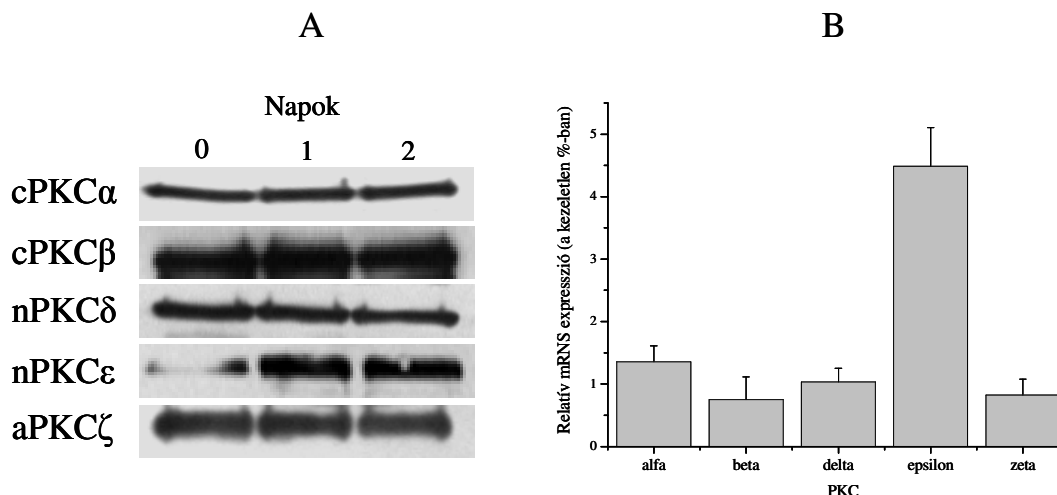 A
Napok
0 1 2
cPKCα
cPKCβ
nPKCδ
nPKCε
aPKCζ
B
Relatív mRNS expresszió (a kezeletlen %-ban)
5
4
3
2
1
0
alfa beta delta epsilon zeta
PKC